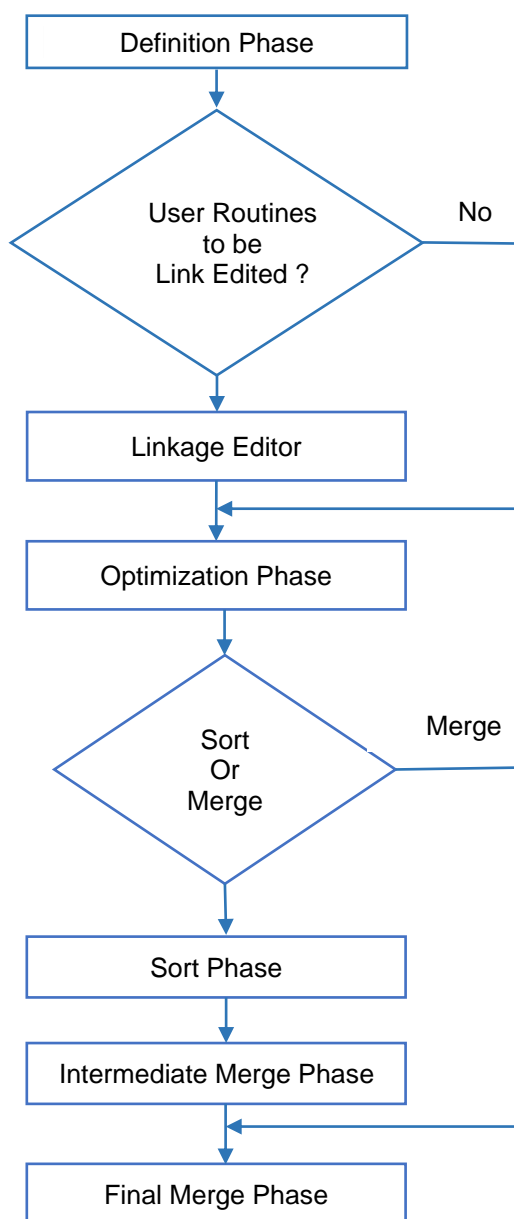 Definition Phase
User Routines
to be
Link Edited ?
No
Linkage Editor
Optimization Phase
Sort
Or
Merge
Merge
Sort Phase
Intermediate Merge Phase
Final Merge Phase